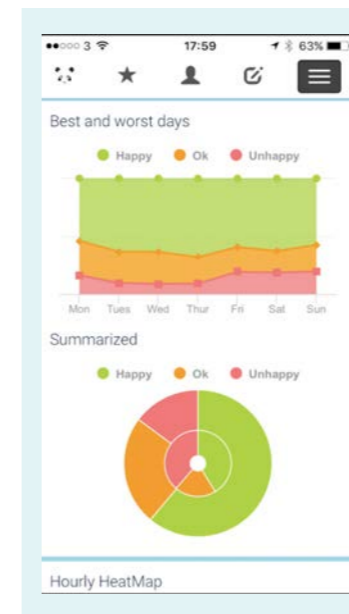 3 17:59 63%
Best and worst days
Happy Ok Unhappy
Mon Tues Wed Thur Fri Sat Sun
Summarized
Happy Ok Unhappy
Hourly HeatMap